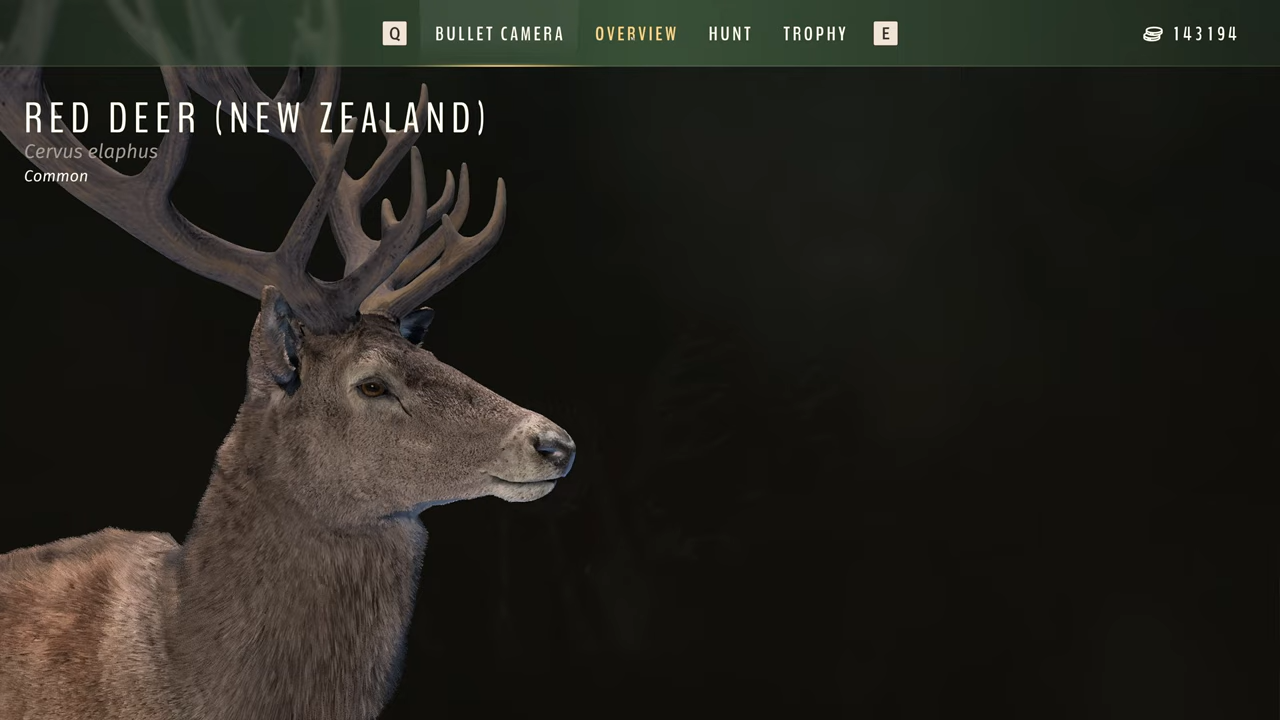 Q BULLET CAMERA OVERVIEW HUNT TROPHY E 143194
RED DEER (NEW ZEALAND)
Cervus elaphus
Common